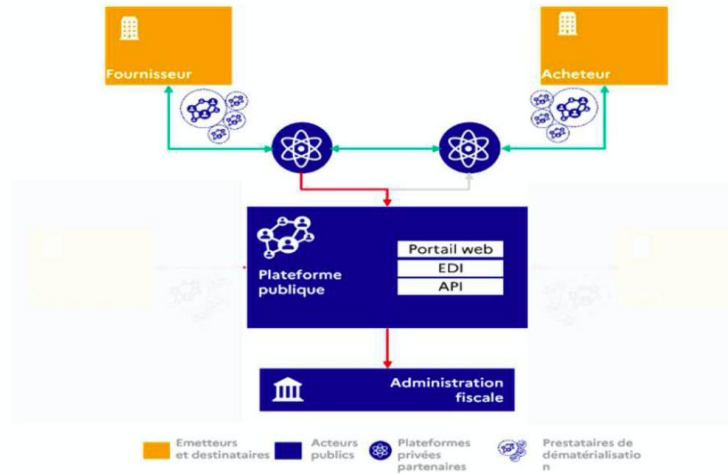 Fournisseur
Acheteur
Plateforme
publique
Portail web
EDI
API
Administration
fiscale
Emetteurs
et destinataires
Acteurs
publics
Plateformes
privées
partenaires
Prestataires de
dématérialisatio
n